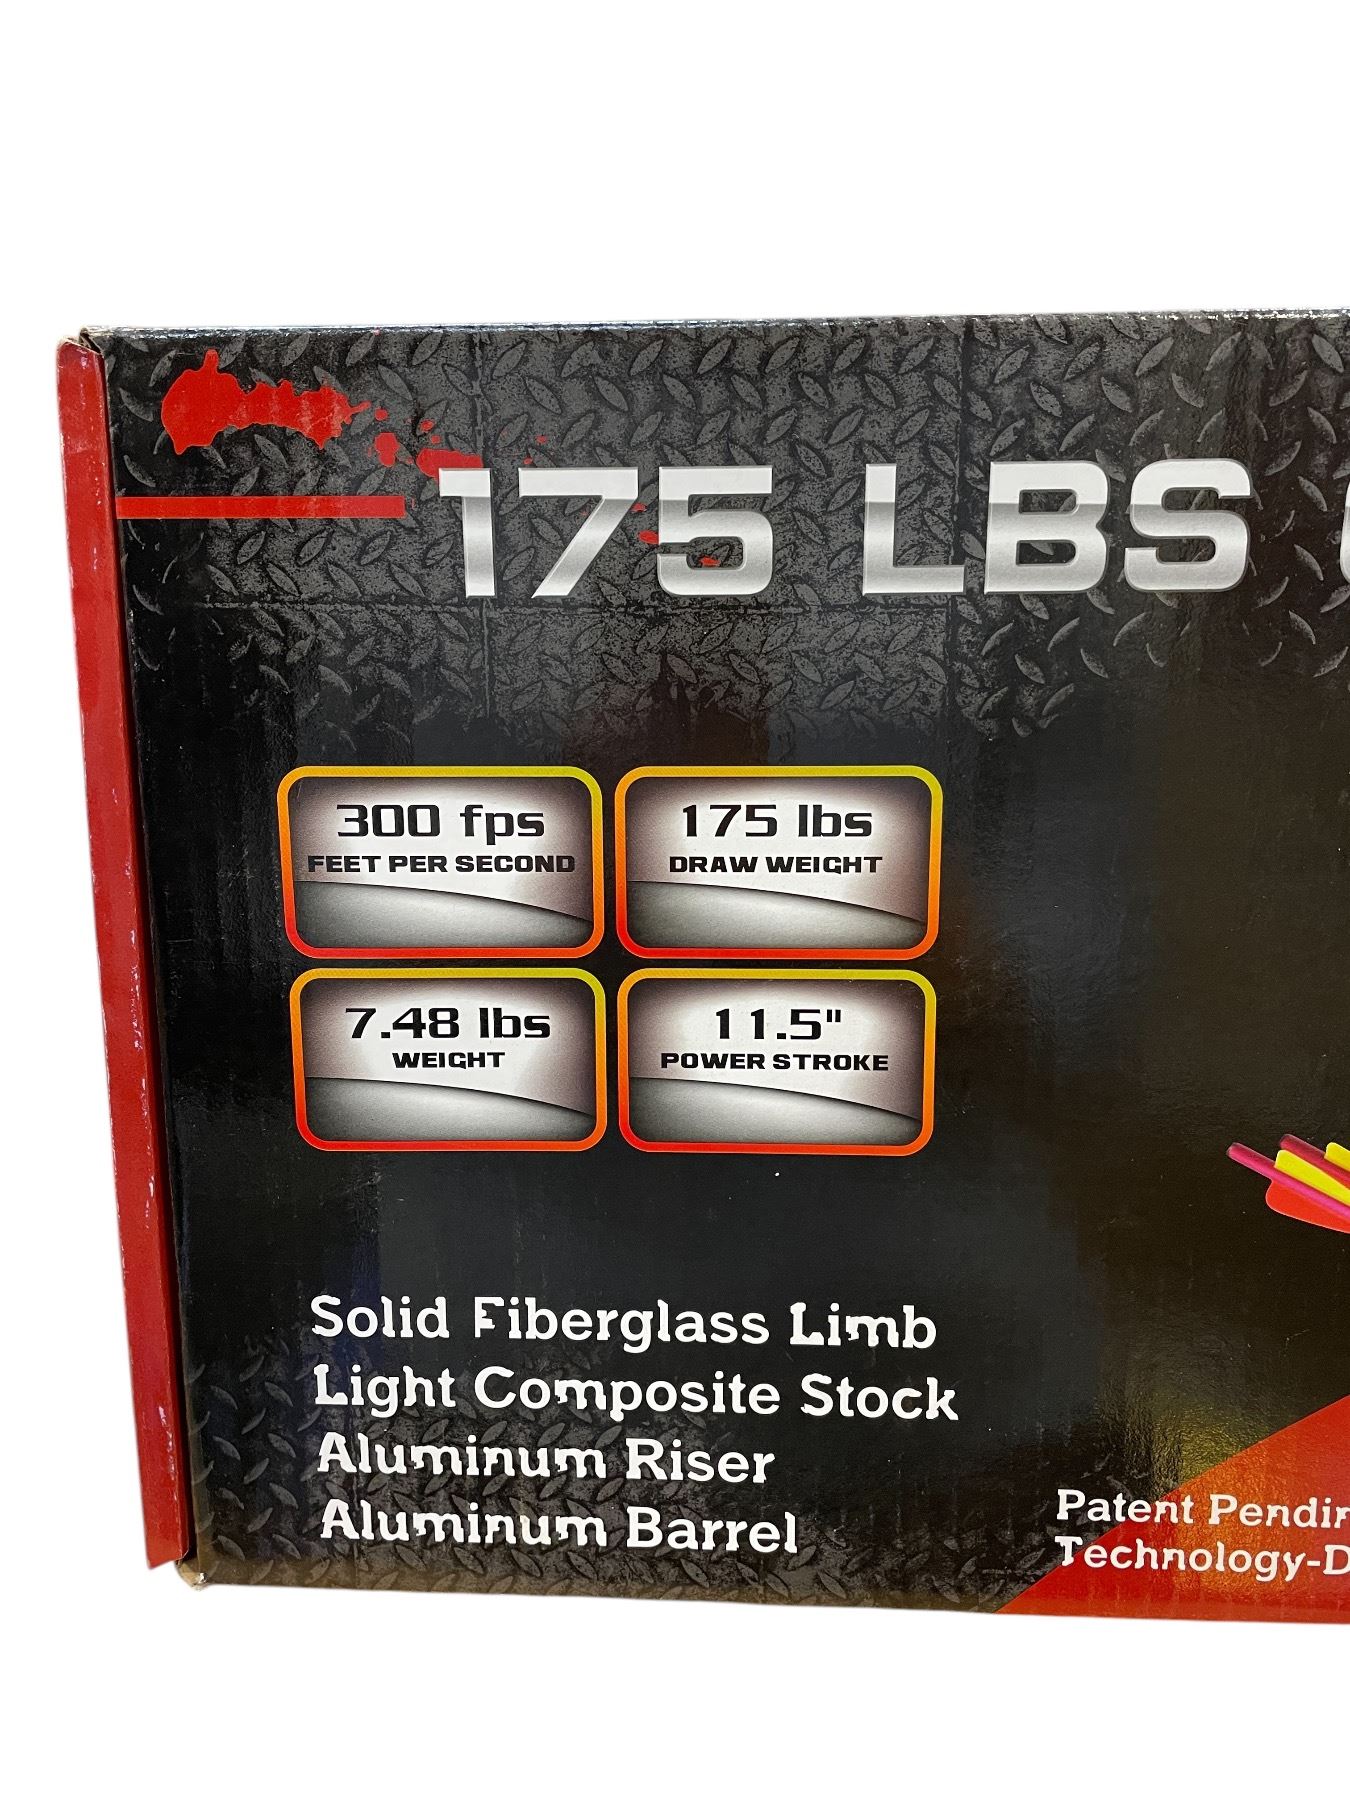 175 LBS
300 fps
FEET PER SECOND
175 lbs
DRAW WEIGHT
7.48 lbs
WEIGHT
11.5"
POWER STROKE
Solid Fiberglass Limb
Light Composite Stock
Aluminum Riser
Aluminum Barrel
Patent